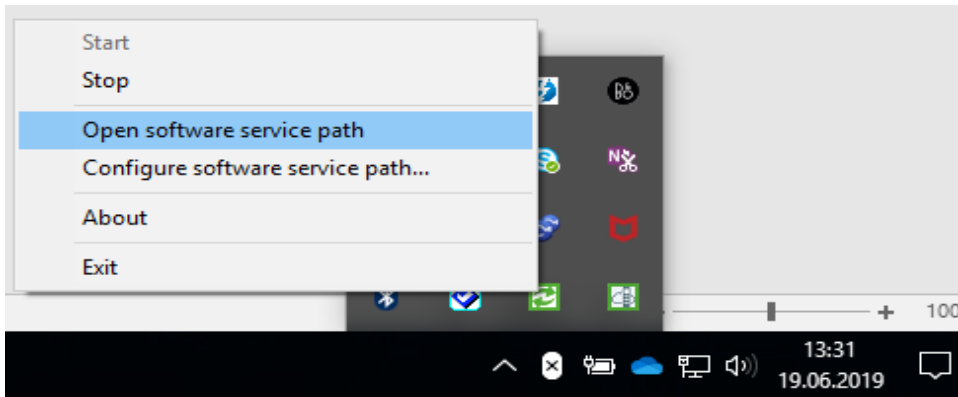 Start
Stop
Open software service path
Configure software service path...
About
Exit
B&O
N
100
13:31
19.06.2019